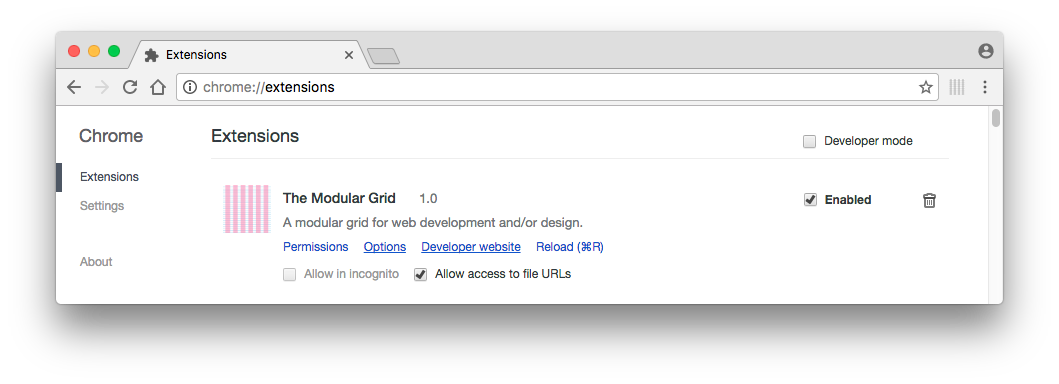 Extensions
chrome://extensions
Chrome
Extensions
Developer mode
Extensions
Settings
About
The Modular Grid 1.0
Enabled
A modular grid for web development and/or design.
Permissions Options Developer website Reload (⌘R)
Allow in incognito Allow access to file URLs